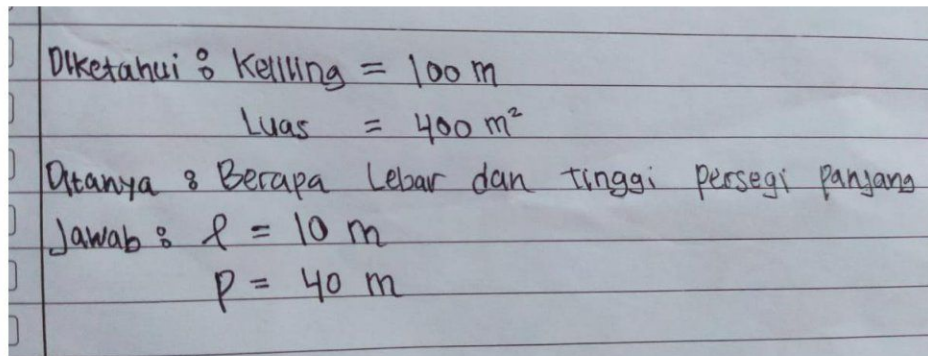 Diketahui : Keliling = 100 m
Luas = 400 m²
Ditanya : Berapa Lebar dan tinggi persegi panjang
Jawab : l = 10 m
P = 40 m